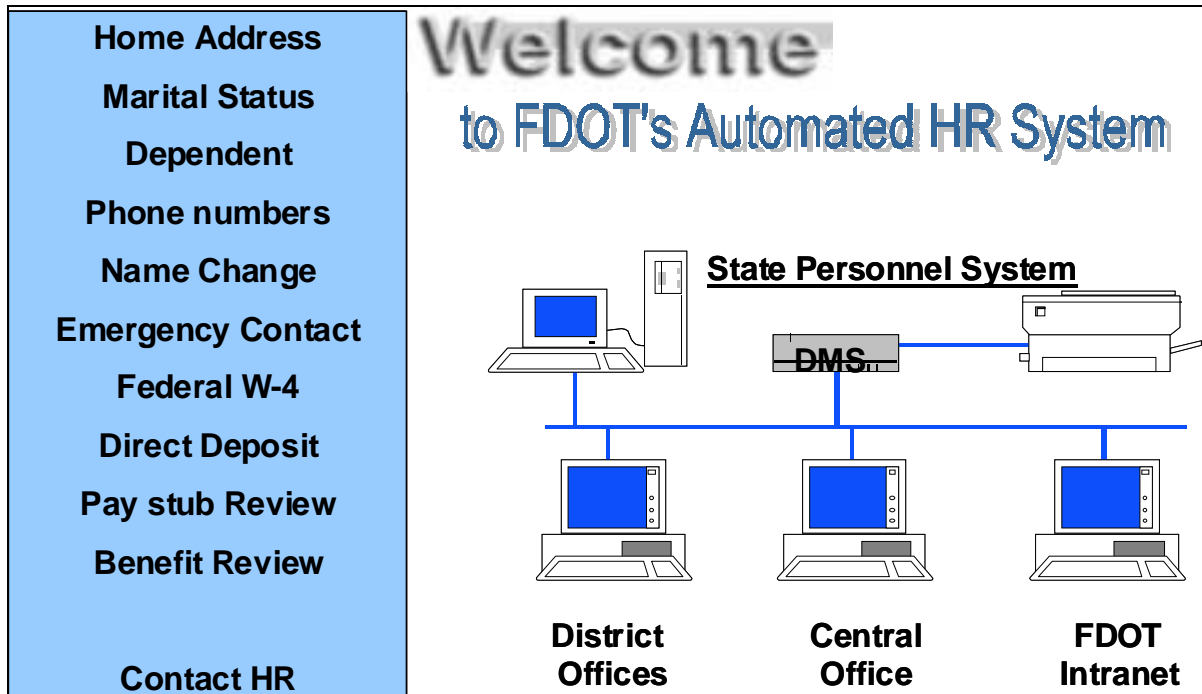 Home Address
Marital Status
Dependent
Phone numbers
Name Change
Emergency Contact
Federal W-4
Direct Deposit
Pay stub Review
Benefit Review
Contact HR
Welcome
to FDOT's Automated HR System
State Personnel System
DMS
District
Offices
Central
Office
FDOT
Intranet